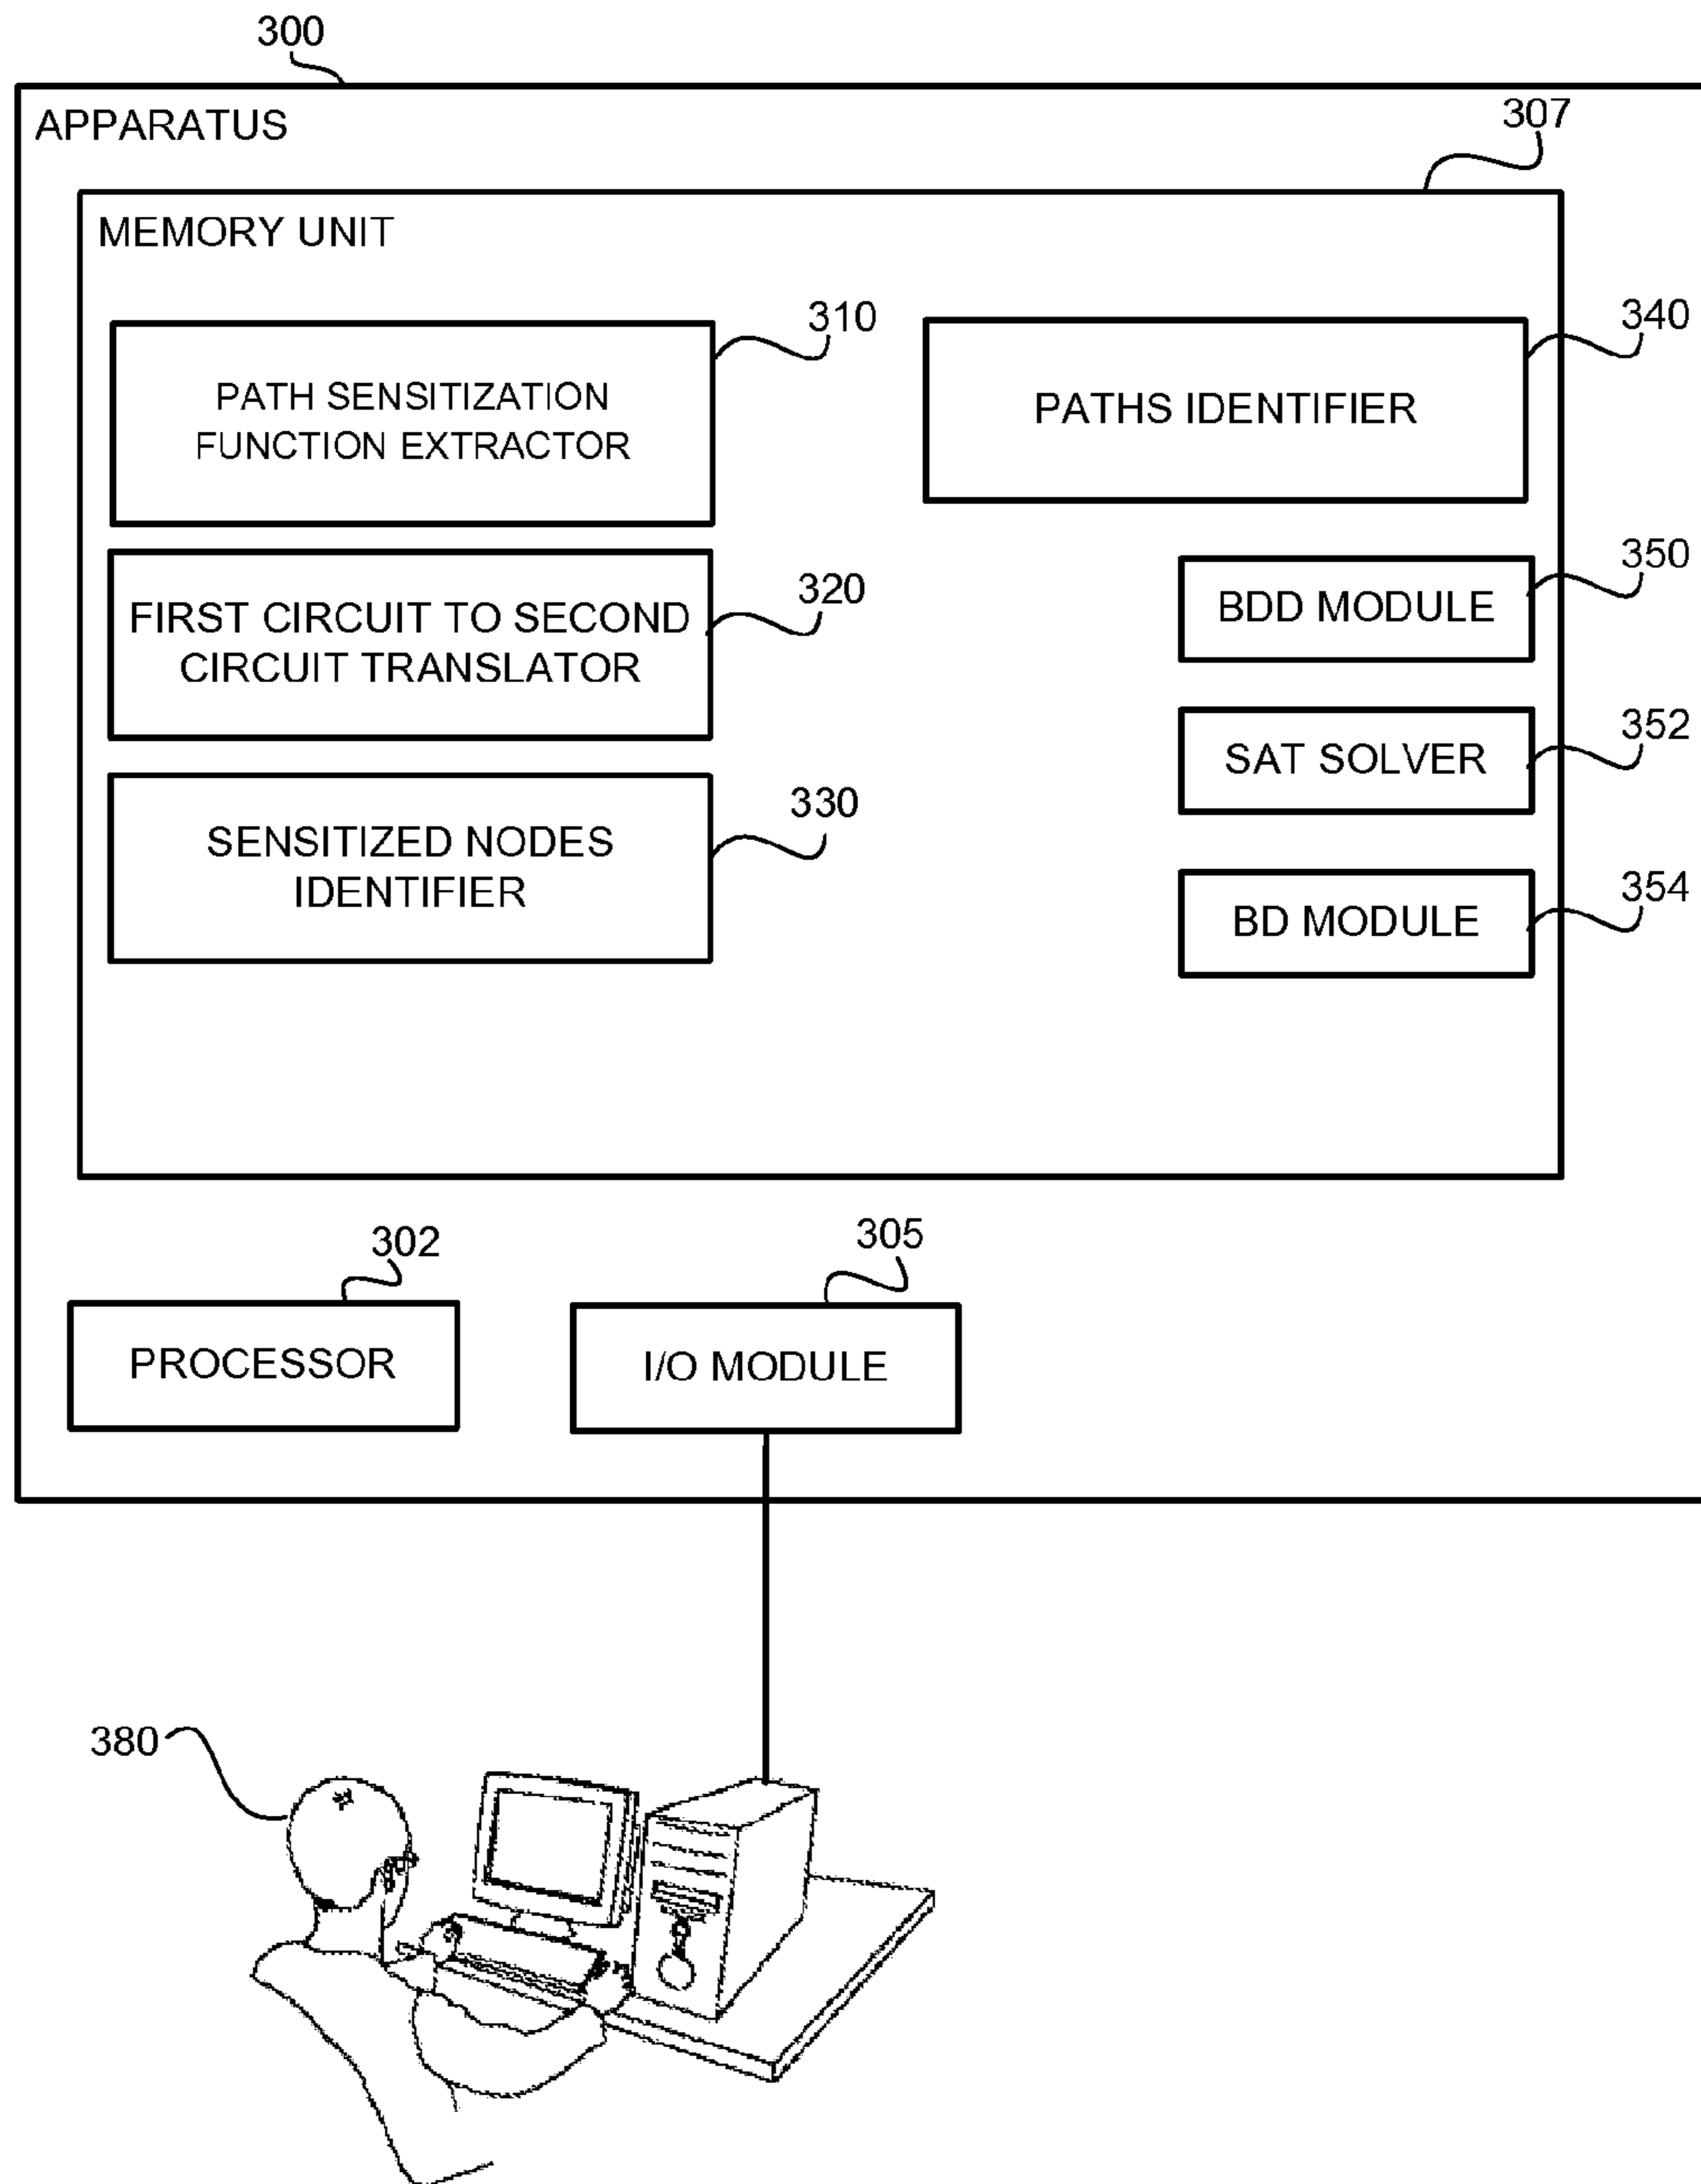 300
APPARATUS
307
MEMORY UNIT
310
PATH SENSITIZATION
FUNCTION EXTRACTOR
340
PATHS IDENTIFIER
320
FIRST CIRCUIT TO SECOND
CIRCUIT TRANSLATOR
350
BDD MODULE
352
SAT SOLVER
330
SENSITIZED NODES
IDENTIFIER
354
BD MODULE
302
PROCESSOR
305
I/O MODULE
380